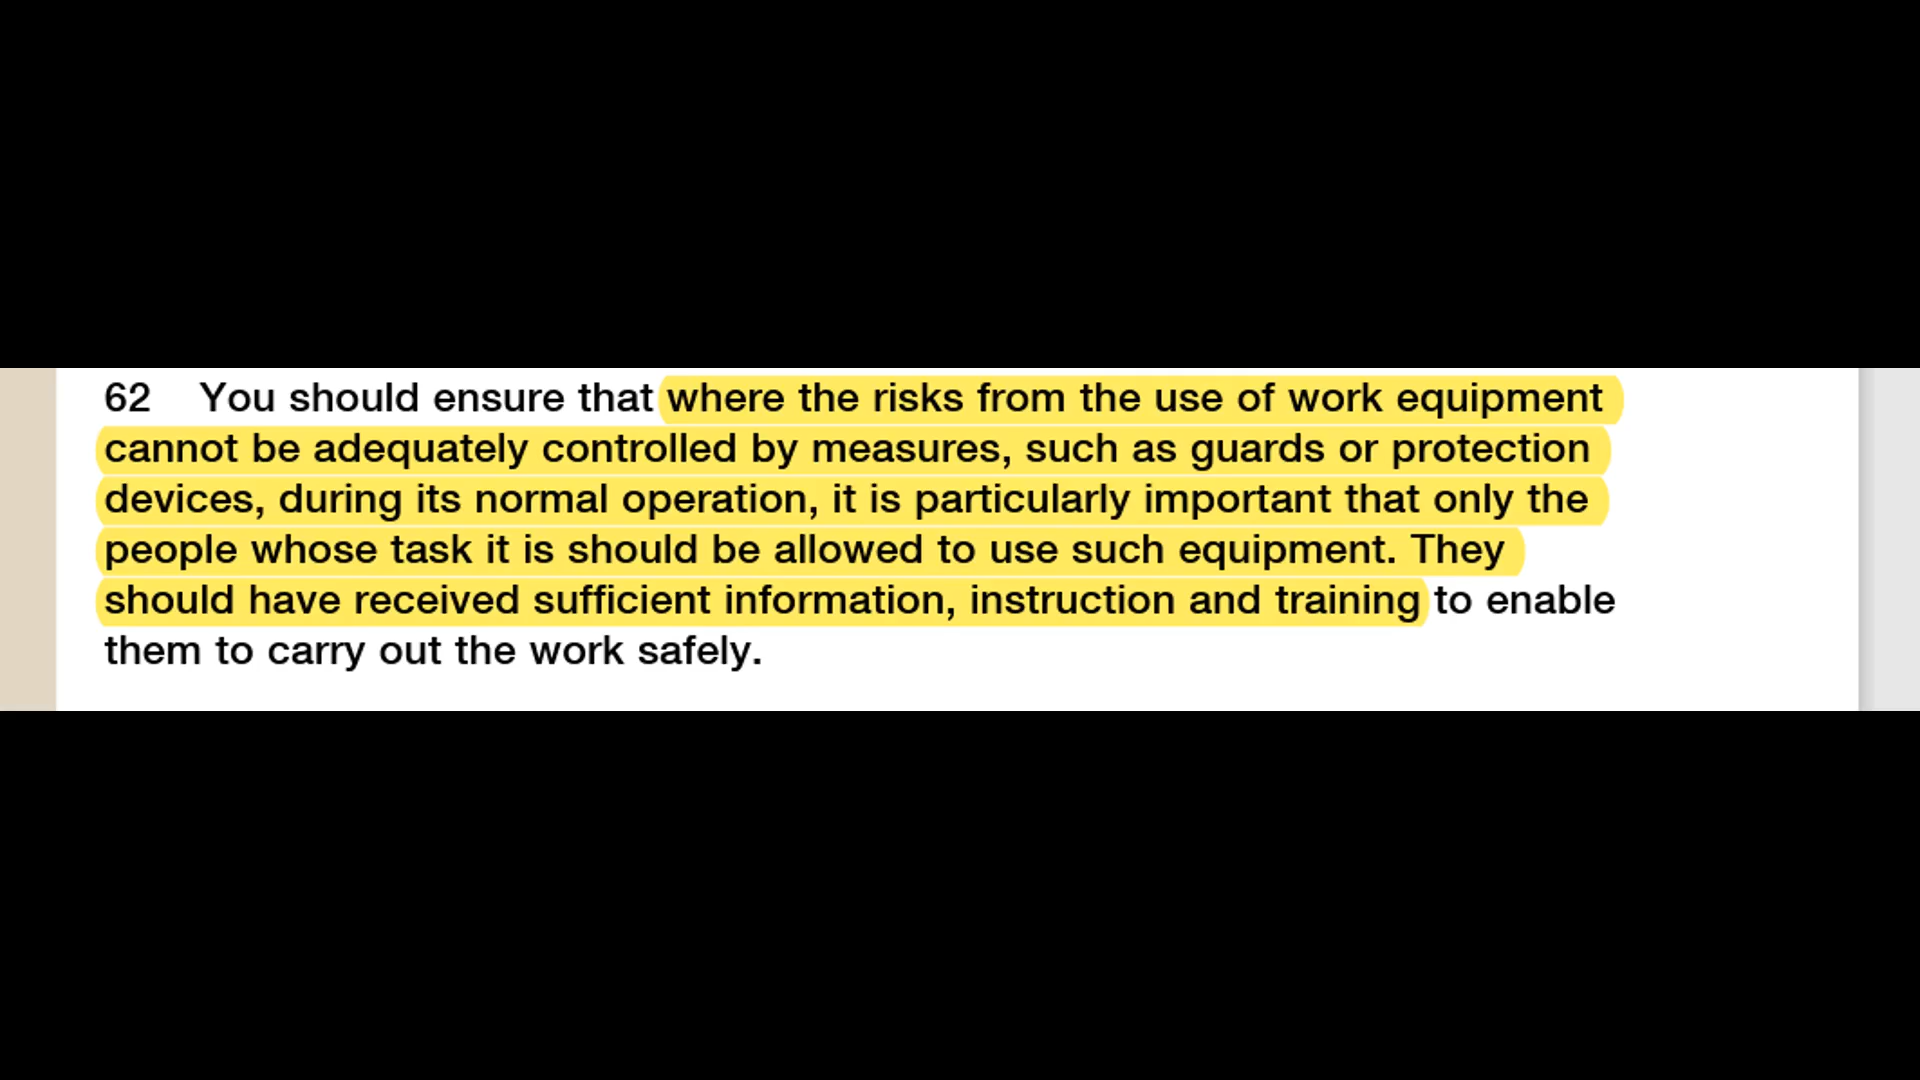 62 You should ensure that where the risks from the use of work equipment
cannot be adequately controlled by measures, such as guards or protection
devices, during its normal operation, it is particularly important that only the
people whose task it is should be allowed to use such equipment. They
should have received sufficient information, instruction and training to enable
them to carry out the work safely.